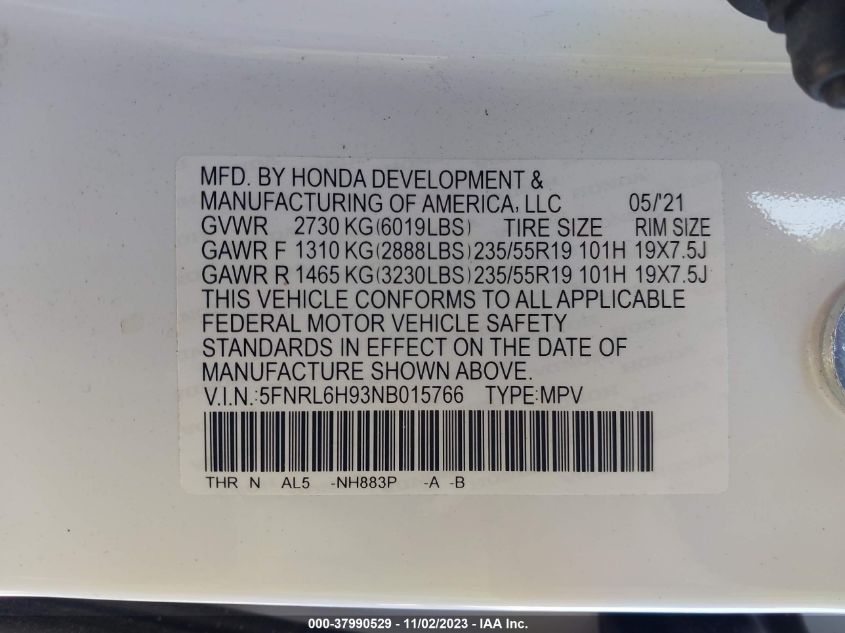 MFD. BY HONDA DEVELOPMENT &
MANUFACTURING OF AMERICA, LLC 05/'21
GVWR 2730 KG(6019LBS) TIRE SIZE RIM SIZE
GAWR F 1310 KG(2888LBS) 235/55R19 101H 19X7.5J
GAWR R 1465 KG(3230LBS) 235/55R19 101H 19X7.5J
THIS VEHICLE CONFORMS TO ALL APPLICABLE
FEDERAL MOTOR VEHICLE SAFETY
STANDARDS IN EFFECT ON THE DATE OF
MANUFACTURE SHOWN ABOVE.
V.I.N.:5FNRL6H93NB015766 TYPE:MPV
THR N AL5 -NH883P -A -B
000-37990529 - 11/02/2023 - IAA Inc.